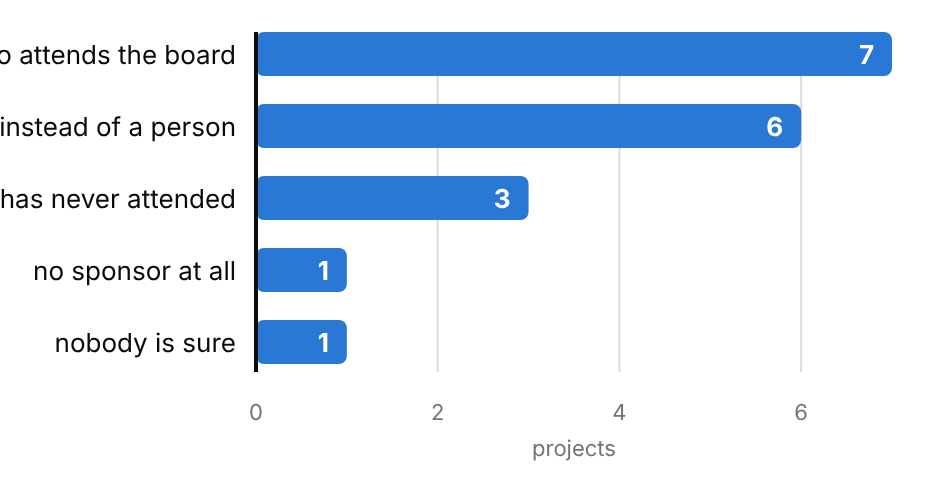 attends the board 7
instead of a person 6
has never attended 3
no sponsor at all 1
nobody is sure 1
0 2 4 6
projects